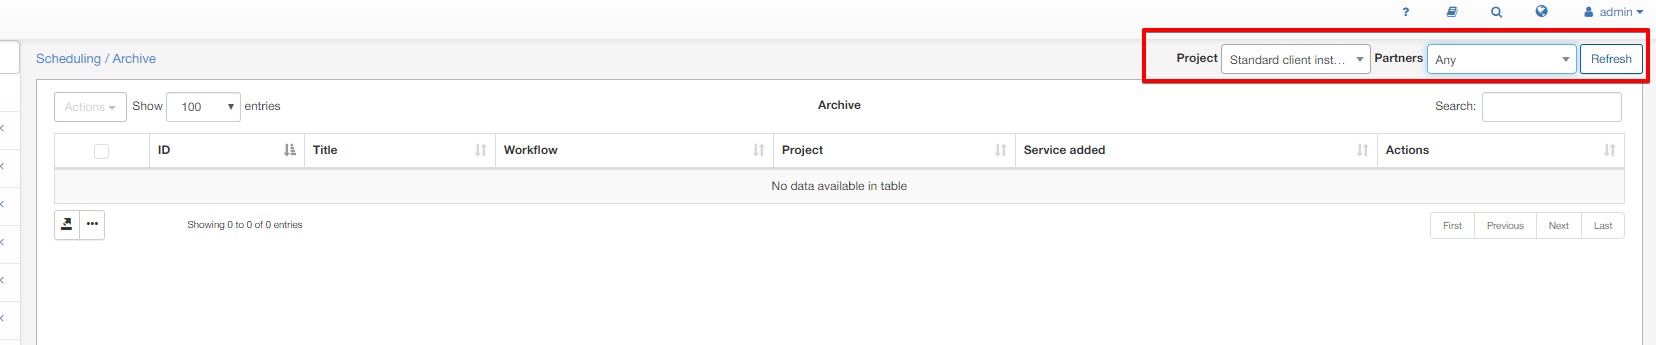 ? admin
Scheduling / Archive Project Standard client inst... Partners Any Refresh
Actions Show 100 entries Archive Search:
ID Title Workflow Project Service added Actions
No data available in table
••• Showing 0 to 0 of 0 entries First Previous Next Last